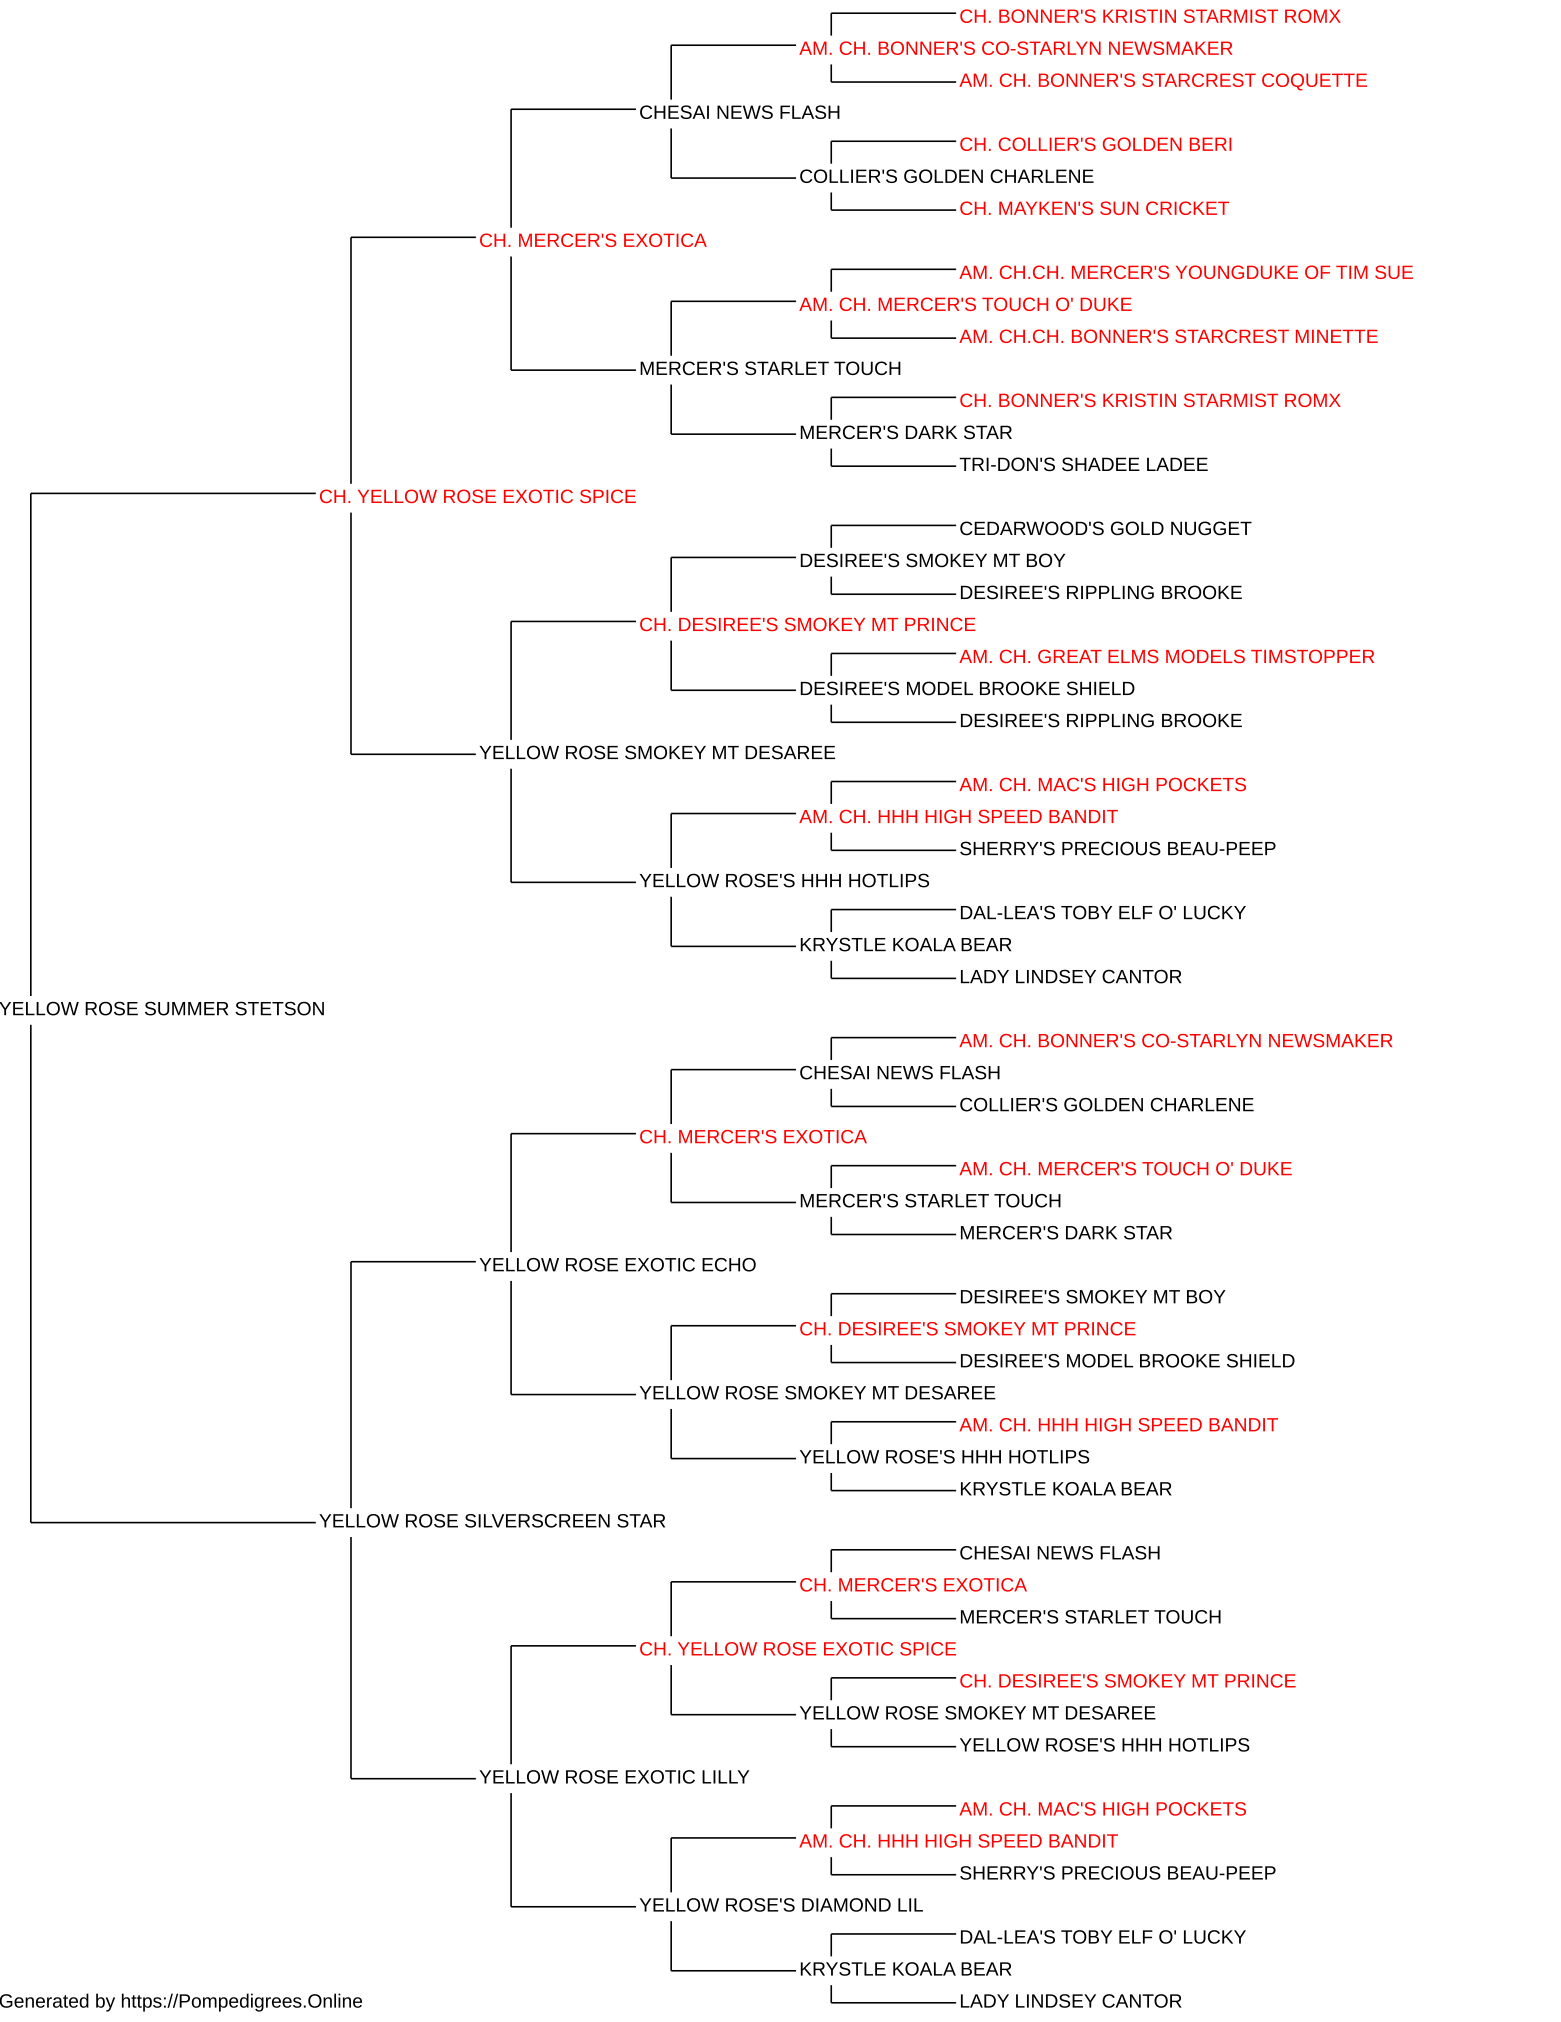 CH. BONNER'S KRISTIN STARMIST ROMX
AM. CH. BONNER'S CO-STARLYN NEWSMAKER
AM. CH. BONNER'S STARCREST COQUETTE
CHESAI NEWS FLASH
CH. COLLIER'S GOLDEN BERI
COLLIER'S GOLDEN CHARLENE
CH. MAYKEN'S SUN CRICKET
CH. MERCER'S EXOTICA
AM. CH.CH. MERCER'S YOUNGDUKE OF TIM SUE
AM. CH. MERCER'S TOUCH O' DUKE
AM. CH.CH. BONNER'S STARCREST MINETTE
MERCER'S STARLET TOUCH
CH. BONNER'S KRISTIN STARMIST ROMX
MERCER'S DARK STAR
TRI-DON'S SHADEE LADEE
CH. YELLOW ROSE EXOTIC SPICE
CEDARWOOD'S GOLD NUGGET
DESIREE'S SMOKEY MT BOY
DESIREE'S RIPPLING BROOKE
CH. DESIREE'S SMOKEY MT PRINCE
AM. CH. GREAT ELMS MODELS TIMSTOPPER
DESIREE'S MODEL BROOKE SHIELD
DESIREE'S RIPPLING BROOKE
YELLOW ROSE SMOKEY MT DESAREE
AM. CH. MAC'S HIGH POCKETS
AM. CH. HHH HIGH SPEED BANDIT
SHERRY'S PRECIOUS BEAU-PEEP
YELLOW ROSE'S HHH HOTLIPS
DAL-LEA'S TOBY ELF O' LUCKY
KRYSTLE KOALA BEAR
LADY LINDSEY CANTOR
YELLOW ROSE SUMMER STETSON
AM. CH. BONNER'S CO-STARLYN NEWSMAKER
CHESAI NEWS FLASH
COLLIER'S GOLDEN CHARLENE
CH. MERCER'S EXOTICA
AM. CH. MERCER'S TOUCH O' DUKE
MERCER'S STARLET TOUCH
MERCER'S DARK STAR
YELLOW ROSE EXOTIC ECHO
DESIREE'S SMOKEY MT BOY
CH. DESIREE'S SMOKEY MT PRINCE
DESIREE'S MODEL BROOKE SHIELD
YELLOW ROSE SMOKEY MT DESAREE
AM. CH. HHH HIGH SPEED BANDIT
YELLOW ROSE'S HHH HOTLIPS
KRYSTLE KOALA BEAR
YELLOW ROSE SILVERSCREEN STAR
CHESAI NEWS FLASH
CH. MERCER'S EXOTICA
MERCER'S STARLET TOUCH
CH. YELLOW ROSE EXOTIC SPICE
CH. DESIREE'S SMOKEY MT PRINCE
YELLOW ROSE SMOKEY MT DESAREE
YELLOW ROSE'S HHH HOTLIPS
YELLOW ROSE EXOTIC LILLY
AM. CH. MAC'S HIGH POCKETS
AM. CH. HHH HIGH SPEED BANDIT
SHERRY'S PRECIOUS BEAU-PEEP
YELLOW ROSE'S DIAMOND LIL
DAL-LEA'S TOBY ELF O' LUCKY
KRYSTLE KOALA BEAR
LADY LINDSEY CANTOR
Generated by https://Pompedigrees.Online